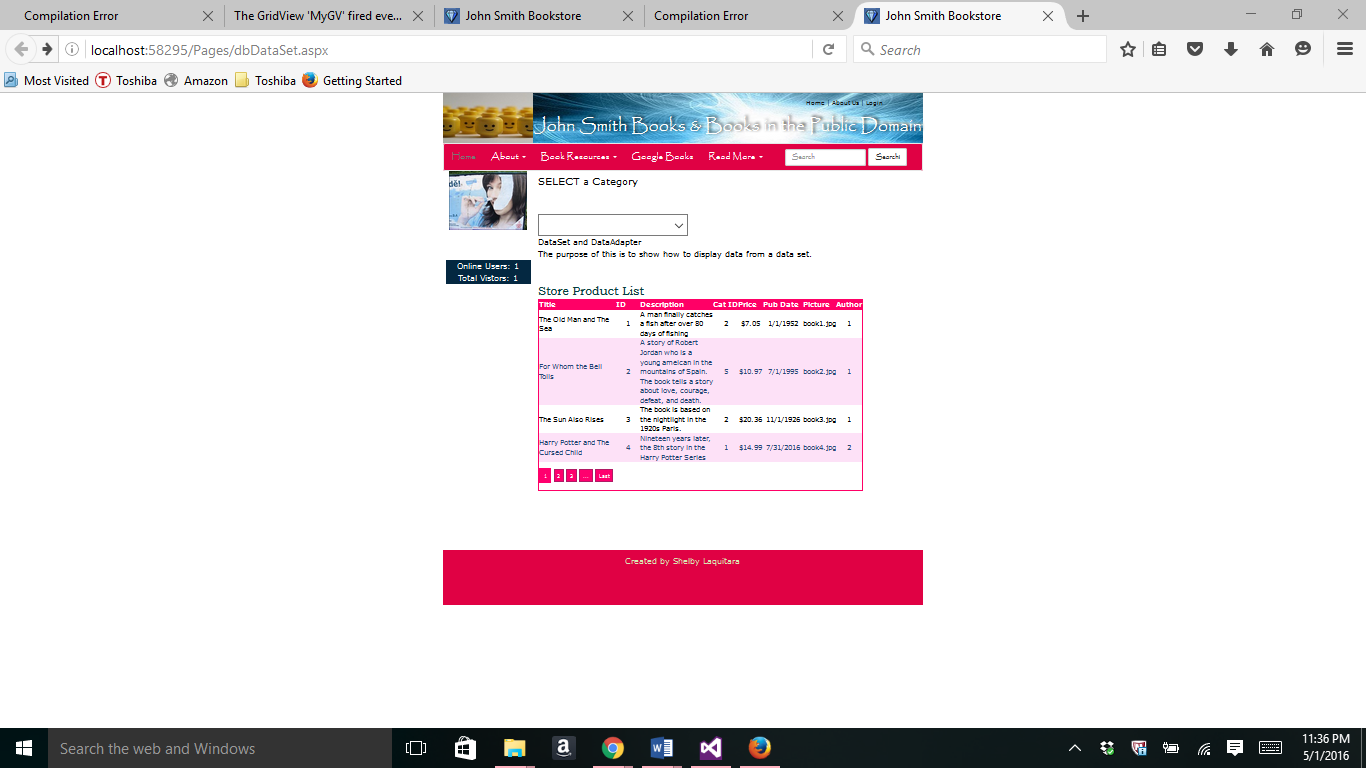 Compilation Error
The GridView 'MyGV' fired eve...
John Smith Bookstore
Compilation Error
John Smith Bookstore
localhost:58295/Pages/dbDataSet.aspx
Search
Most Visited
Toshiba
Amazon
Toshiba
Getting Started
Home | About Us | Login
John Smith Books & Books in the Public Domain
Home
About
Book Resources
Google Books
Read More
Search
Search!
dé!.
SELECT a Category
DataSet and DataAdapter
The purpose of this is to show how to display data from a data set.
Online Users: 1
Total Vistors: 1
Store Product List
Title ID Description Cat ID Price Pub Date Picture Author
The Old Man and The
Sea
1
A man finally catches
a fish after over 80
days of fishing
2 $7.05 1/1/1952 book1.jpg 1
For Whom the Bell
Tolls
2
A story of Robert
Jordan who is a
young ameican in the
mountains of Spain.
The book tells a story
about love, courage,
defeat, and death.
5 $10.97 7/1/1995 book2.jpg 1
The Sun Also Rises
3
The book is based on
the nightlight in the
1920s Paris.
2 $20.36 11/1/1926 book3.jpg 1
Harry Potter and The
Cursed Child
4
Nineteen years later,
the 8th story in the
Harry Potter Series
1 $14.99 7/31/2016 book4.jpg 2
1 2 3 ... Last
Created by Shelby Laquitara
Search the web and Windows
11:36 PM
5/1/2016